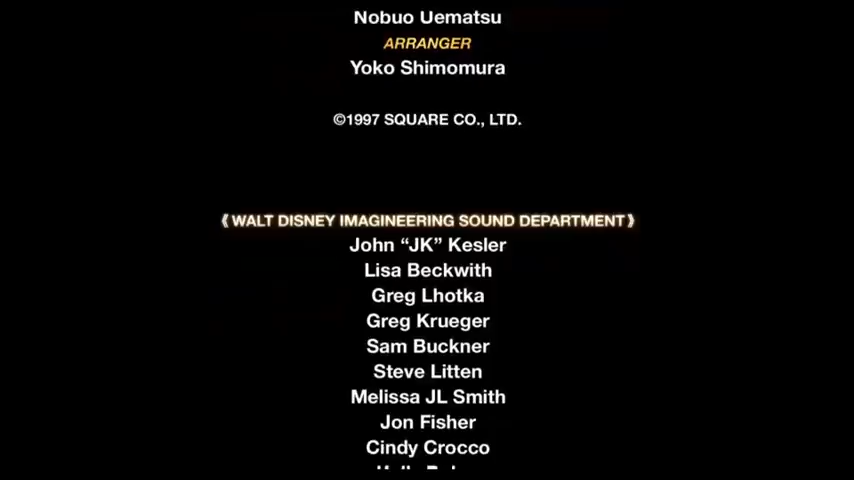 Nobuo Uematsu
ARRANGER
Yoko Shimomura
©1997 SQUARE CO., LTD.
《WALT DISNEY IMAGINEERING SOUND DEPARTMENT》
John “JK” Kesler
Lisa Beckwith
Greg Lhotka
Greg Krueger
Sam Buckner
Steve Litten
Melissa JL Smith
Jon Fisher
Cindy Crocco